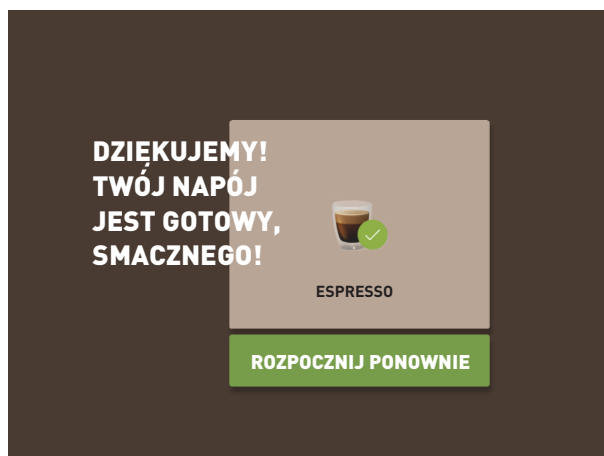 DZIĘKUJEMY!
TWÓJ NAPÓJ
JEST GOTOWY,
SMACZNEGO!
ESPRESSO
ROZPOCZNIJ PONOWNIE